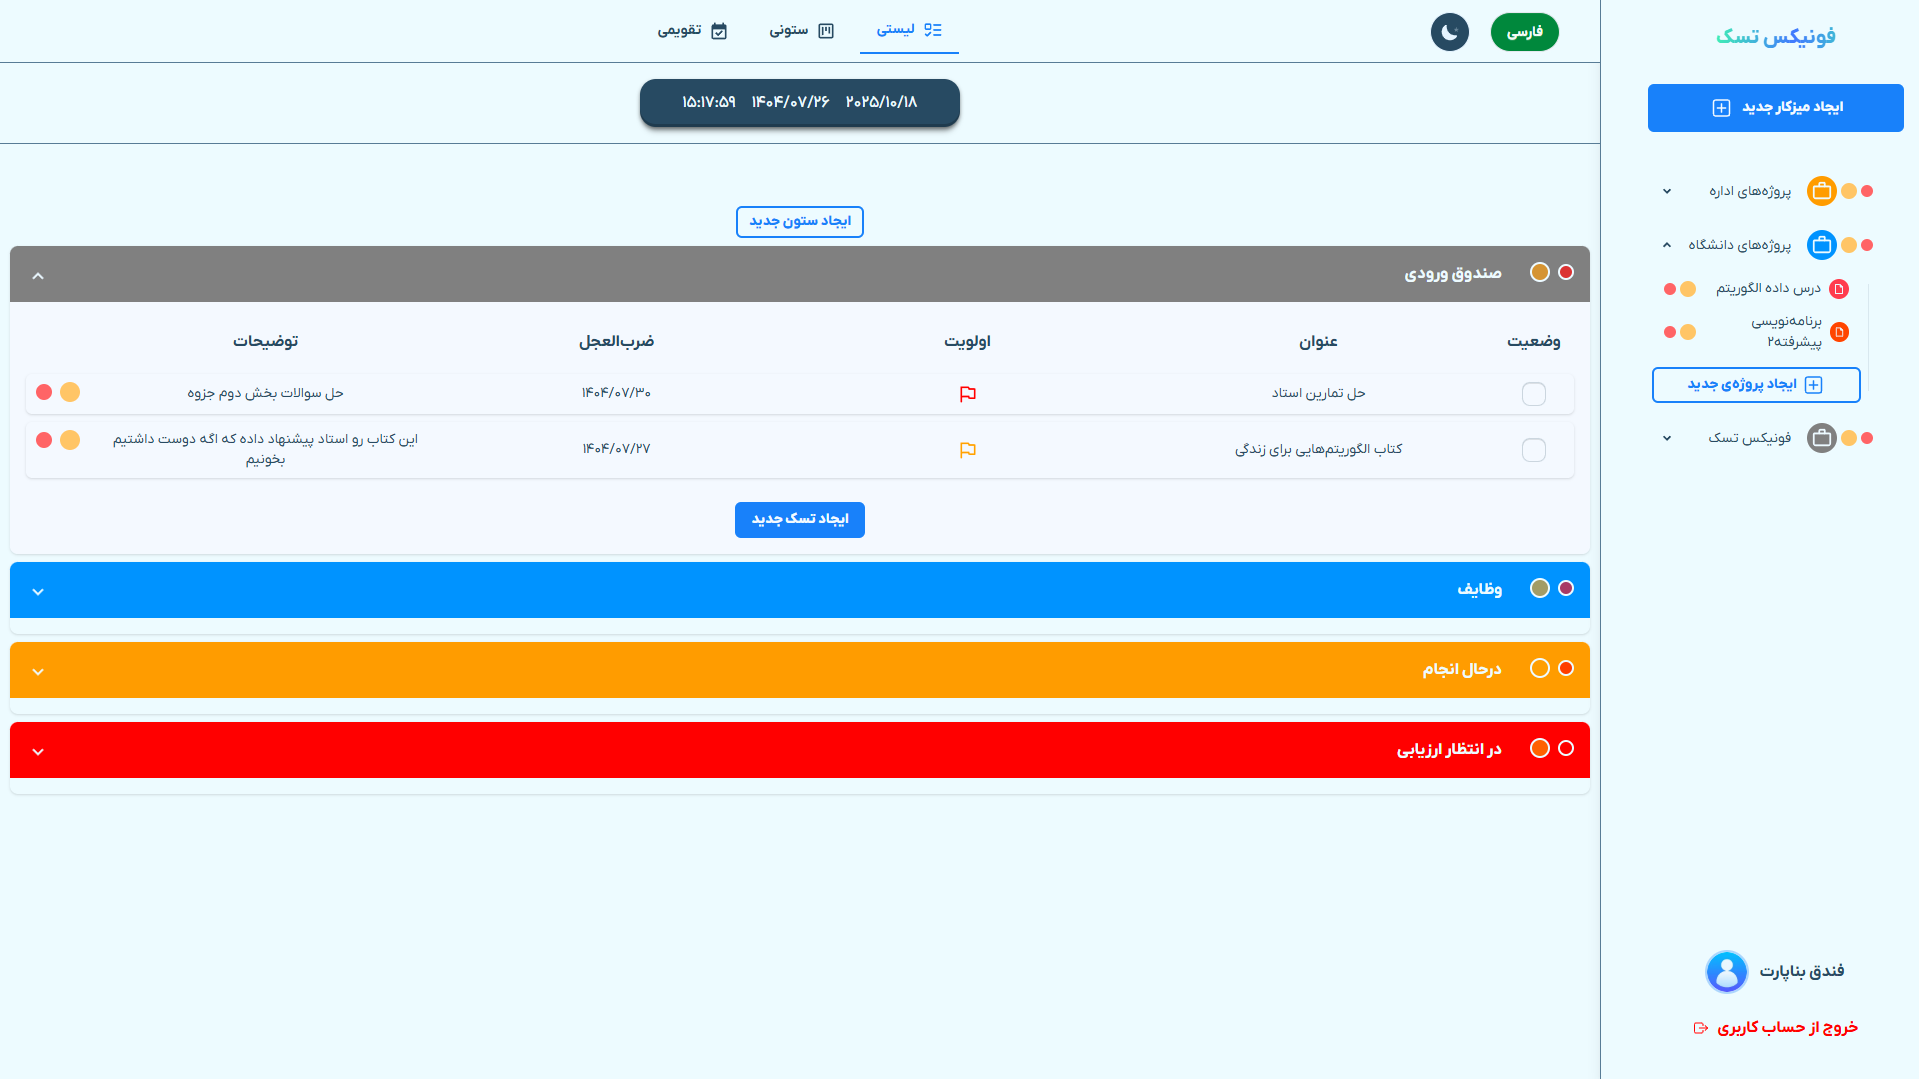 فونیکس تسک
ایجاد میزکار جدید
پروژه‌های اداره
پروژه‌های دانشگاه
درس داده الگوریتم
برنامه‌نویسی
پیشرفته۲
ایجاد پروژه‌ی جدید
فونیکس تسک
فندق بناپارت
خروج از حساب کاربری
فارسی
لیستی
ستونی
تقویمی
۲۰۲۵/۱۰/۱۸ ۱۴۰۴/۰۷/۲۶ ۱۵:۱۷:۵۹
ایجاد ستون جدید
صندوق ورودی
وضعیت عنوان اولویت ضرب‌العجل توضیحات
حل تمارین استاد ۱۴۰۴/۰۷/۳۰ حل سوالات بخش دوم جزوه
کتاب الگوریتم‌هایی برای زندگی ۱۴۰۴/۰۷/۲۷ این کتاب رو استاد پیشنهاد داده که اگه دوست داشتیم
بخونیم
ایجاد تسک جدید
وظایف
درحال انجام
در انتظار ارزیابی